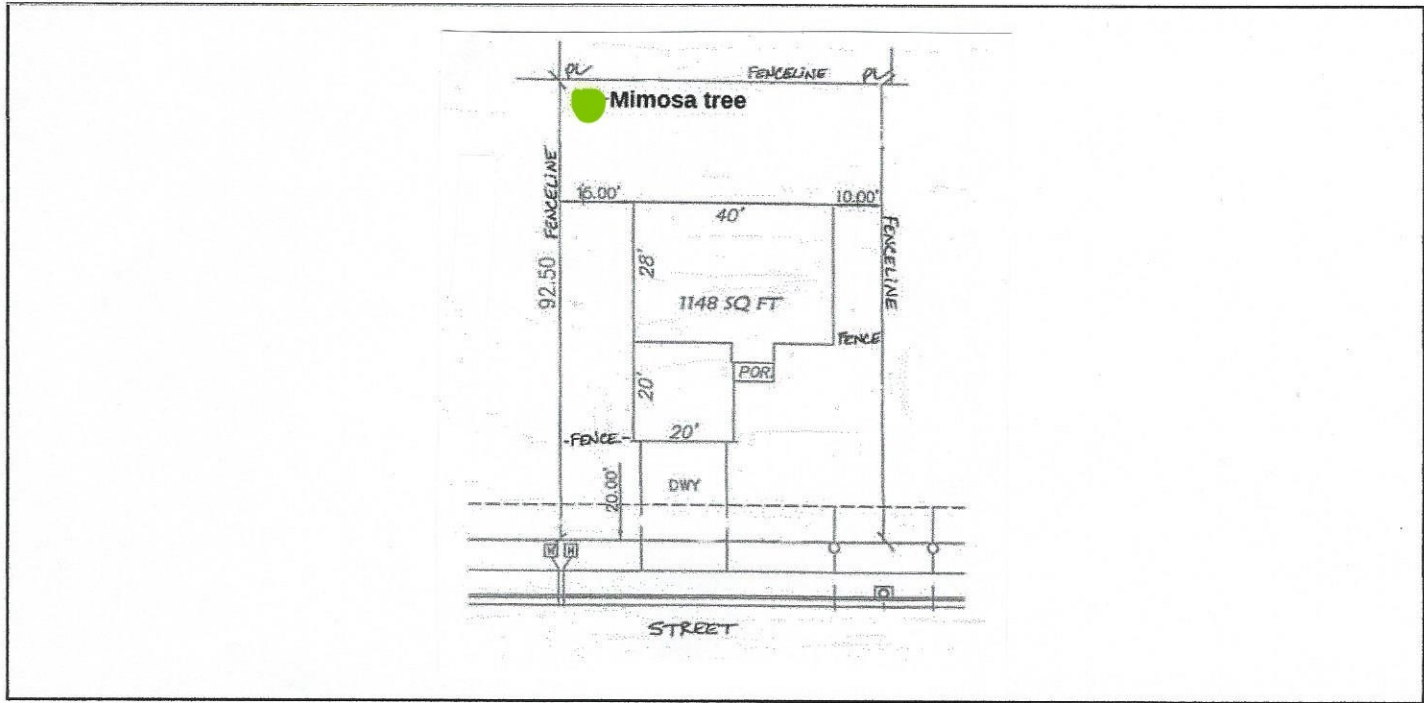 PL FENCELINE PL
Mimosa tree
FENCELINE
15.00'
10.00'
40'
FENCELINE
92.50
28'
1148 SQ FT
FENCE
POR.
20'
-FENCE-
20'
20.00'
DWY
W W
STREET